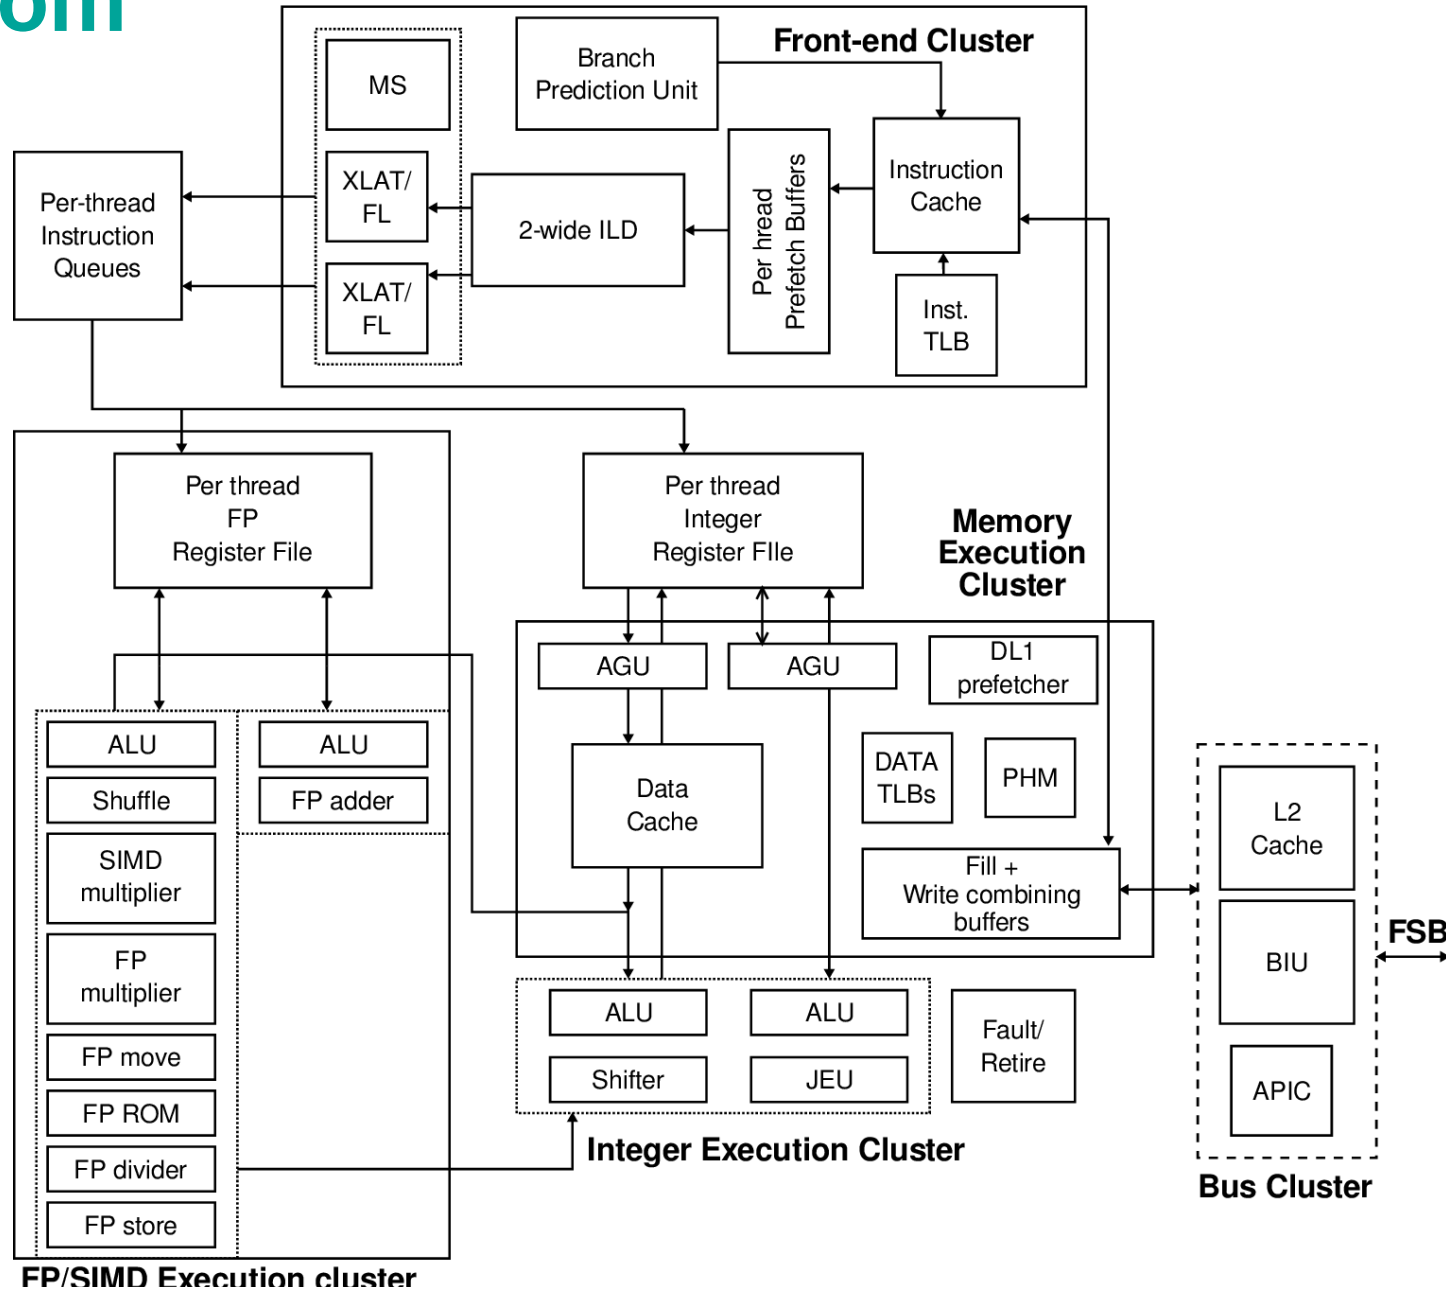 Front-end Cluster
MS
Branch
Prediction Unit
XLAT/
FL
XLAT/
FL
2-wide ILD
Per hread
Prefetch Buffers
Instruction
Cache
Inst.
TLB
Per-thread
Instruction
Queues
Per thread
FP
Register File
Per thread
Integer
Register FIle
Memory
Execution
Cluster
AGU
AGU
DL1
prefetcher
Data
Cache
DATA
TLBs
PHM
Fill +
Write combining
buffers
ALU
Shuffle
SIMD
multiplier
FP
multiplier
FP move
FP ROM
FP divider
FP store
ALU
FP adder
ALU
Shifter
ALU
JEU
Fault/
Retire
Integer Execution Cluster
L2
Cache
BIU
APIC
FSB
Bus Cluster
FP/SIMD Execution cluster